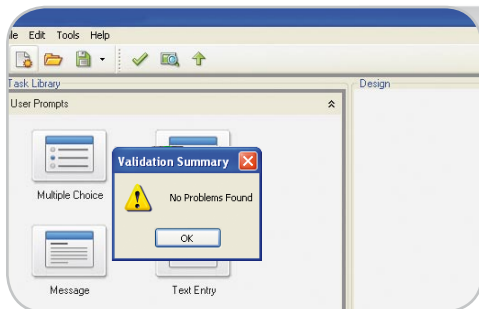 le Edit Tools Help
Task Library
Design
User Prompts
Validation Summary
Multiple Choice
No Problems Found
OK
Message
Text Entry